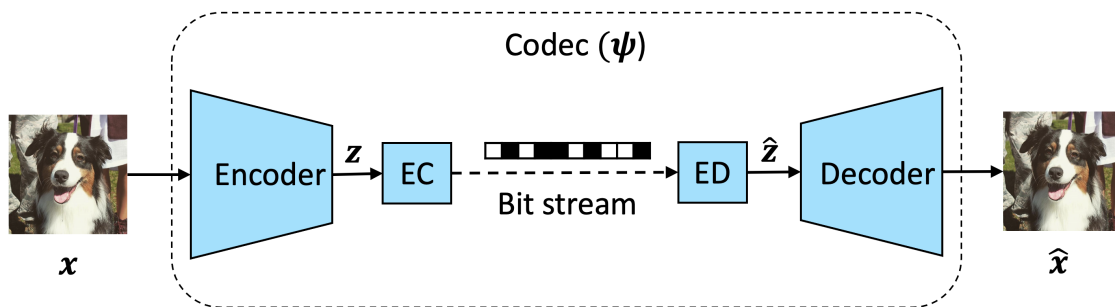 Codec (𝝍)
Encoder
z
EC
Bit stream
ED
ẑ
Decoder
x
x̂